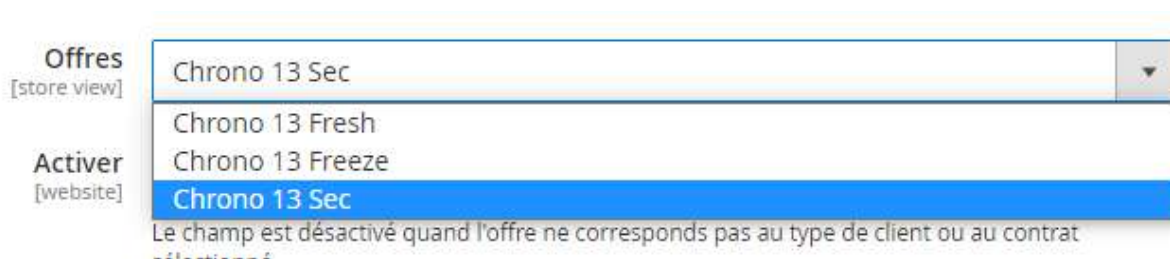 Offres
[store view]
Chrono 13 Sec
Chrono 13 Fresh
Chrono 13 Freeze
Activer
[website]
Chrono 13 Sec
Le champ est désactivé quand l'offre ne corresponds pas au type de client ou au contrat